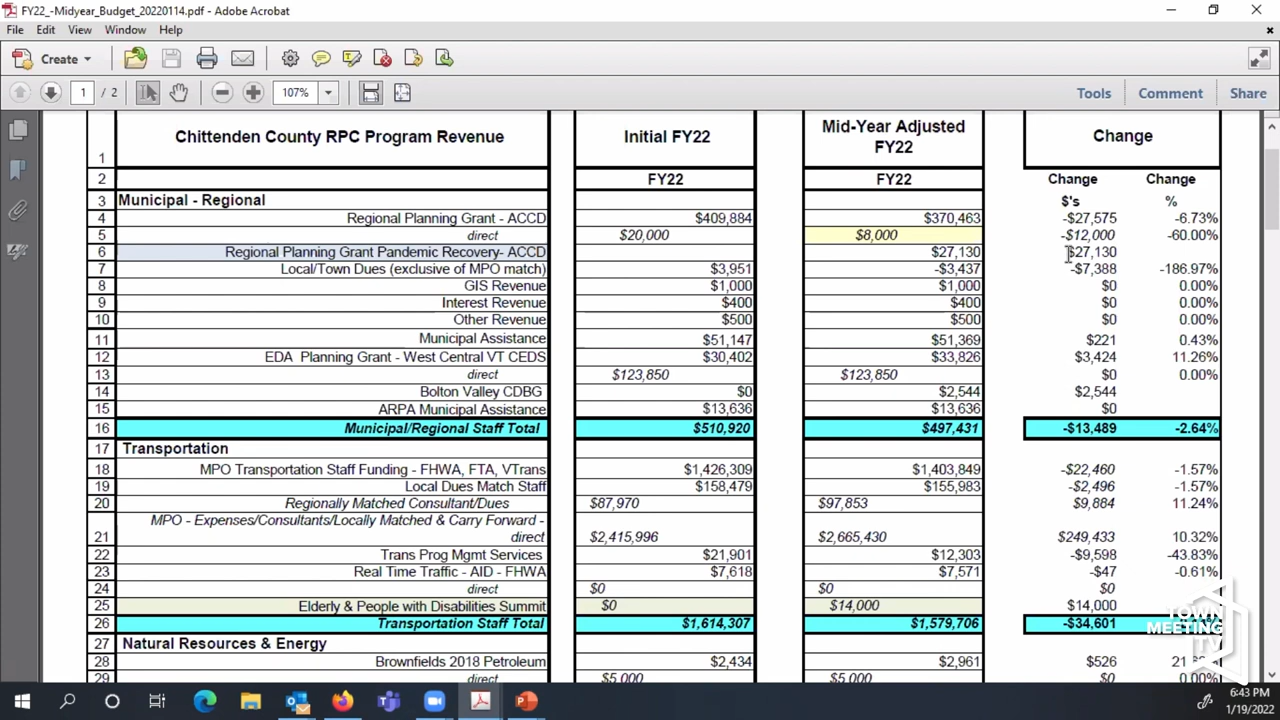 FY22_-Midyear_Budget_20220114.pdf - Adobe Acrobat
File Edit View Window Help
Create
1 / 2 107% Tools Comment Share
1 Chittenden County RPC Program Revenue Initial FY22 Mid-Year Adjusted FY22 Change
2 FY22 FY22 Change Change
3 Municipal - Regional $'s %
4 Regional Planning Grant - ACCD $409,884 $370,463 -$27,575 -6.73%
5 direct $20,000 $8,000 -$12,000 -60.00%
6 Regional Planning Grant Pandemic Recovery- ACCD $27,130 $27,130
7 Local/Town Dues (exclusive of MPO match) $3,951 -$3,437 -$7,388 -186.97%
8 GIS Revenue $1,000 $1,000 $0 0.00%
9 Interest Revenue $400 $400 $0 0.00%
10 Other Revenue $500 $500 $0 0.00%
11 Municipal Assistance $51,147 $51,369 $221 0.43%
12 EDA Planning Grant - West Central VT CEDS $30,402 $33,826 $3,424 11.26%
13 direct $123,850 $123,850 $0 0.00%
14 Bolton Valley CDBG $0 $2,544 $2,544
15 ARPA Municipal Assistance $13,636 $13,636 $0
16 Municipal/Regional Staff Total $510,920 $497,431 -$13,489 -2.64%
17 Transportation
18 MPO Transportation Staff Funding - FHWA, FTA, VTrans $1,426,309 $1,403,849 -$22,460 -1.57%
19 Local Dues Match Staff $158,479 $155,983 -$2,496 -1.57%
20 Regionally Matched Consultant/Dues $87,970 $97,853 $9,884 11.24%
MPO - Expenses/Consultants/Locally Matched & Carry Forward -
21 direct $2,415,996 $2,665,430 $249,433 10.32%
22 Trans Prog Mgmt Services $21,901 $12,303 -$9,598 -43.83%
23 Real Time Traffic - AID - FHWA $7,618 $7,571 -$47 -0.61%
24 direct $0 $0 $0
25 Elderly & People with Disabilities Summit $0 $14,000 $14,000
26 Transportation Staff Total $1,614,307 $1,579,706 -$34,601
27 Natural Resources & Energy
28 Brownfields 2018 Petroleum $2,434 $2,961 $526
29 direct $5,000 $5,000 $0 0.00%
TOWN
MEETING
TV
6:43 PM
1/19/2022